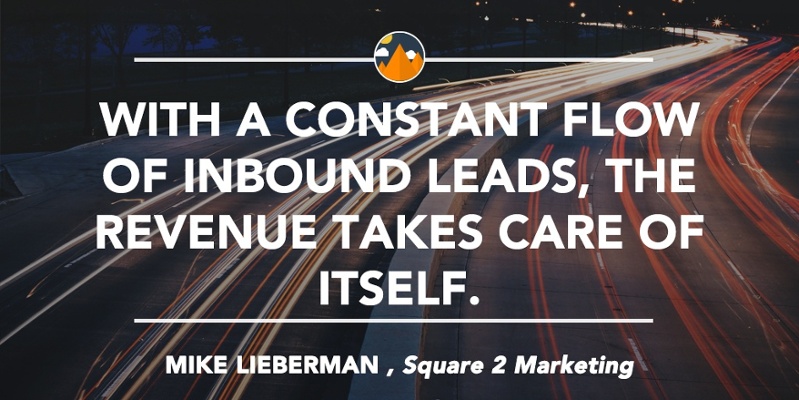 WITH A CONSTANT FLOW
OF INBOUND LEADS, THE
REVENUE TAKES CARE OF
ITSELF.
MIKE LIEBERMAN , Square 2 Marketing